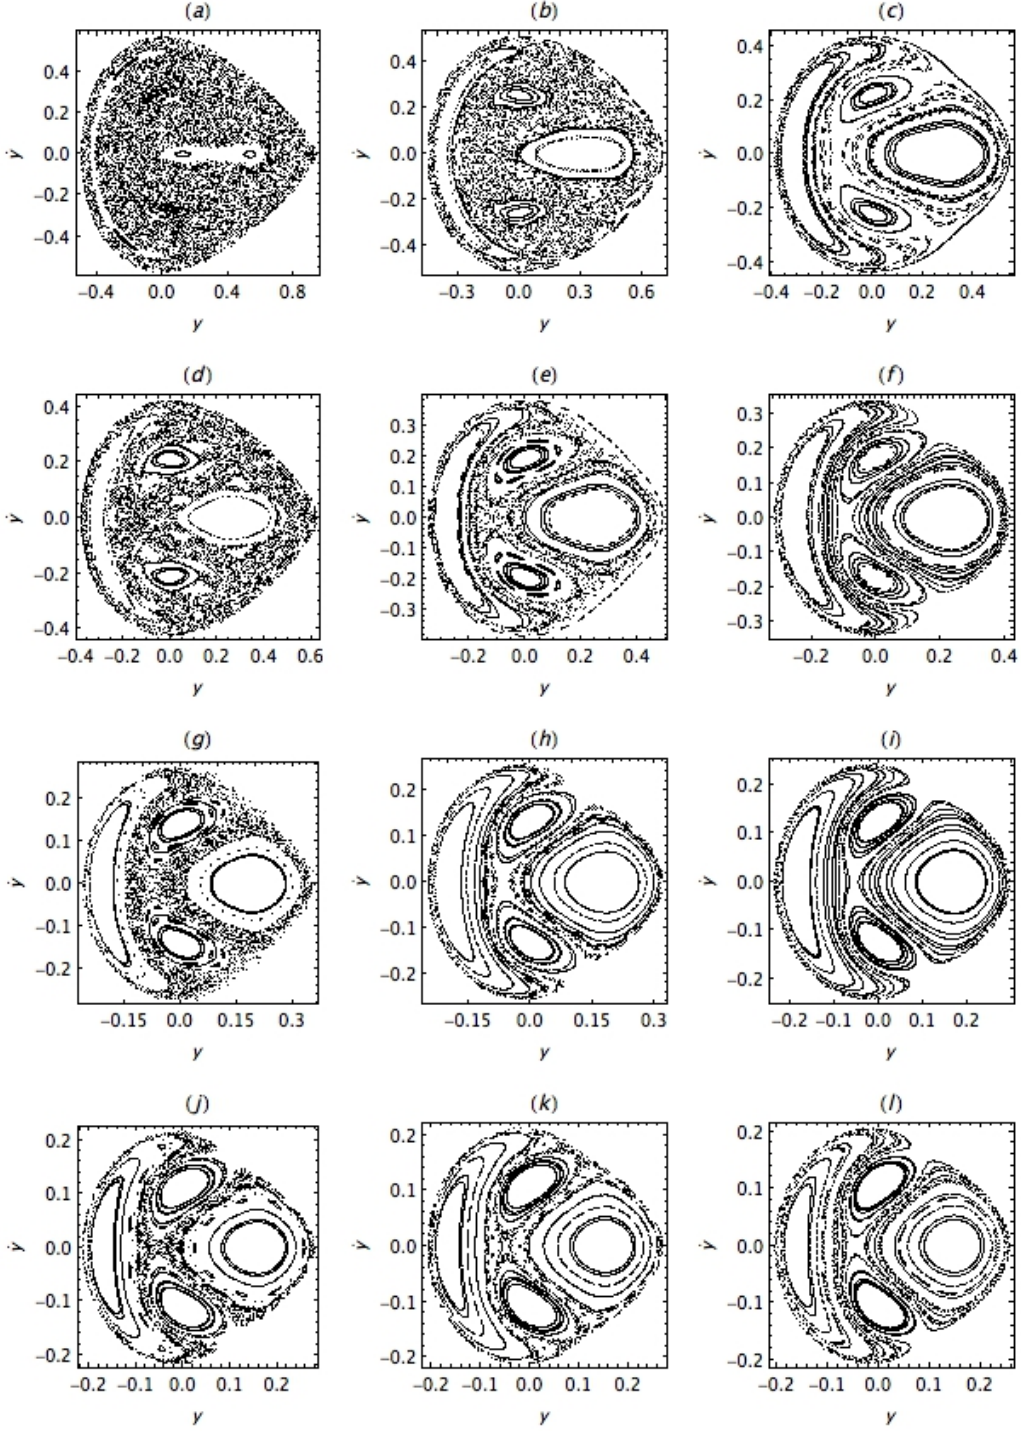 (a) (b) (c)
0.4 0.2 0.0 −0.2 −0.4
ẏ
−0.4 0.0 0.4 0.8
y
0.4 0.2 0.0 −0.2 −0.4
ẏ
−0.3 0.0 0.3 0.6
y
0.4 0.2 0.0 −0.2 −0.4
ẏ
−0.4 −0.2 0.0 0.2 0.4
y
(d) (e) (f)
0.4 0.2 0.0 −0.2 −0.4
ẏ
−0.4 −0.2 0.0 0.2 0.4 0.6
y
0.3 0.2 0.1 0.0 −0.1 −0.2 −0.3
ẏ
−0.2 0.0 0.2 0.4
y
0.3 0.2 0.1 0.0 −0.1 −0.2 −0.3
ẏ
−0.2 0.0 0.2 0.4
y
(g) (h) (i)
0.2 0.1 0.0 −0.1 −0.2
ẏ
−0.15 0.0 0.15 0.3
y
0.2 0.1 0.0 −0.1 −0.2
ẏ
−0.15 0.0 0.15 0.3
y
0.2 0.1 0.0 −0.1 −0.2
ẏ
−0.2 −0.1 0.0 0.1 0.2
y
(j) (k) (l)
0.2 0.1 0.0 −0.1 −0.2
ẏ
−0.2 −0.1 0.0 0.1 0.2
y
0.2 0.1 0.0 −0.1 −0.2
ẏ
−0.2 −0.1 0.0 0.1 0.2
y
0.2 0.1 0.0 −0.1 −0.2
ẏ
−0.2 −0.1 0.0 0.1 0.2
y